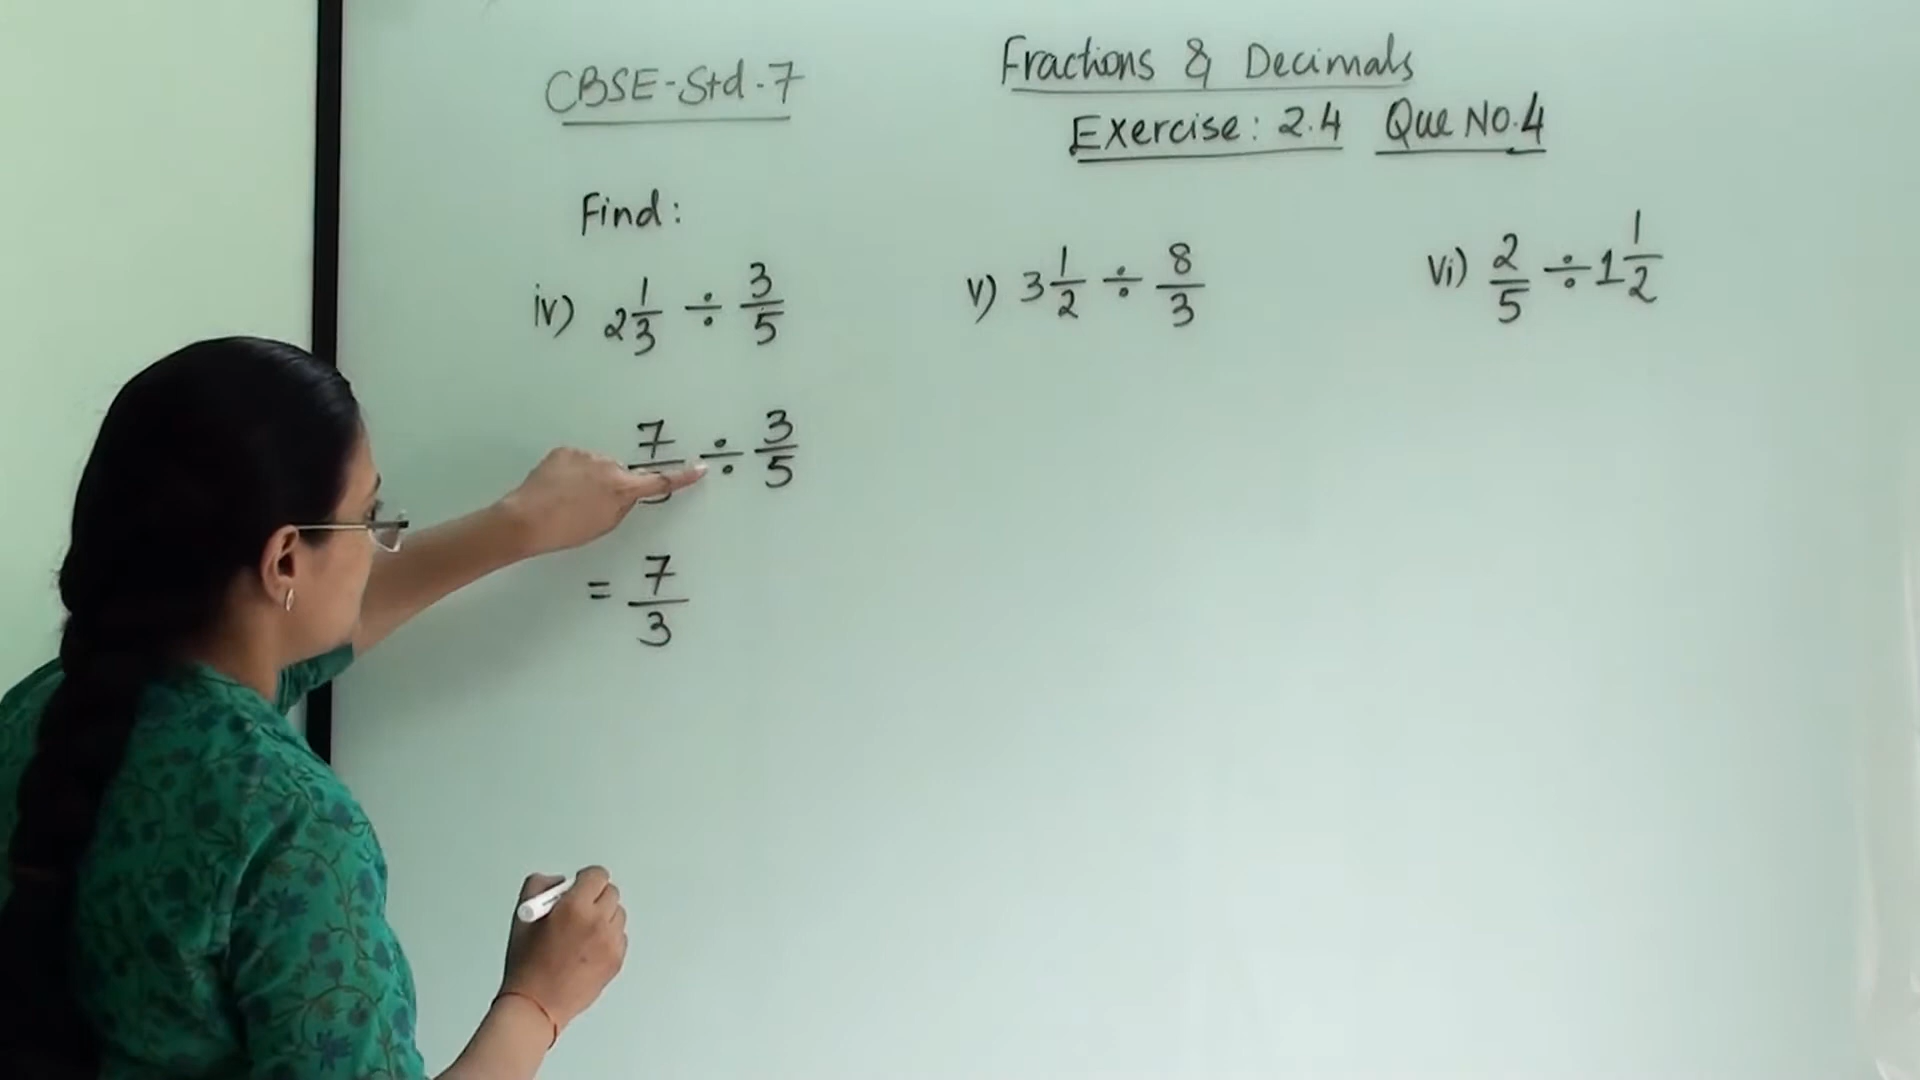 CBSE-Std-7
Fractions & Decimals
Exercise: 2.4 Que No.4
Find:
iv) 2 1/3 ÷ 3/5
v) 3 1/2 ÷ 8/3
vi) 2/5 ÷ 1 1/2
7/3 ÷ 3/5
= 7/3